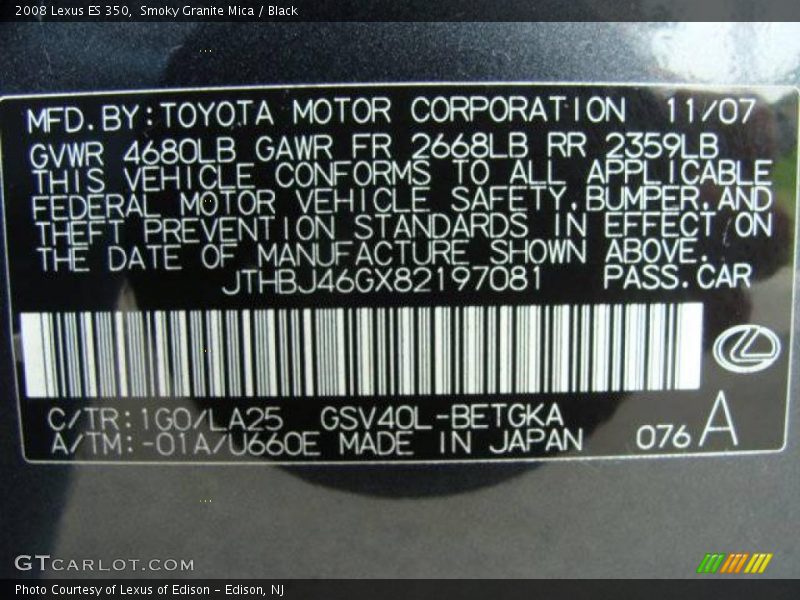 2008 Lexus ES 350,  Smoky Granite Mica / Black
MFD. BY: TOYOTA MOTOR CORPORATION 11/07
GVWR 4680LB GAWR FR 2668LB RR 2359LB
THIS VEHICLE CONFORMS TO ALL APPLICABLE
FEDERAL MOTOR VEHICLE SAFETY, BUMPER, AND
THEFT PREVENTION STANDARDS IN EFFECT ON
THE DATE OF MANUFACTURE SHOWN ABOVE.
JTHBJ46GX82197081 PASS. CAR
C/TR: 1G0/LA25 GSV40L-BETGKA
A/TM: -01A/U660E MADE IN JAPAN 076 A
GTCARLOT.COM
Photo Courtesy of Lexus of Edison - Edison, NJ